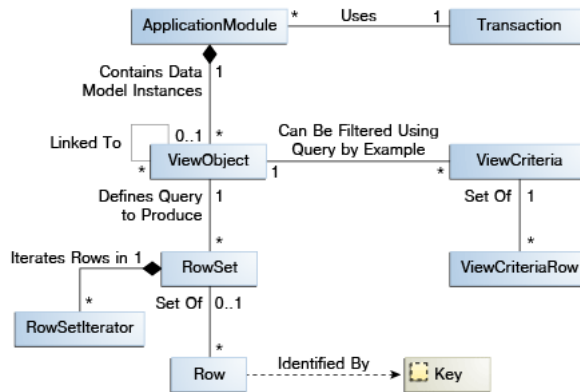 ApplicationModule
*
Uses
1
Transaction
Contains Data
Model Instances
1
Linked To
0..1
*
*
ViewObject
Can Be Filtered Using
Query by Example
1
*
ViewCriteria
Defines Query
to Produce
1
*
Set Of
1
*
ViewCriteriaRow
Iterates Rows in 1
RowSet
*
RowSetIterator
Set Of
0..1
*
Row
Identified By
Key